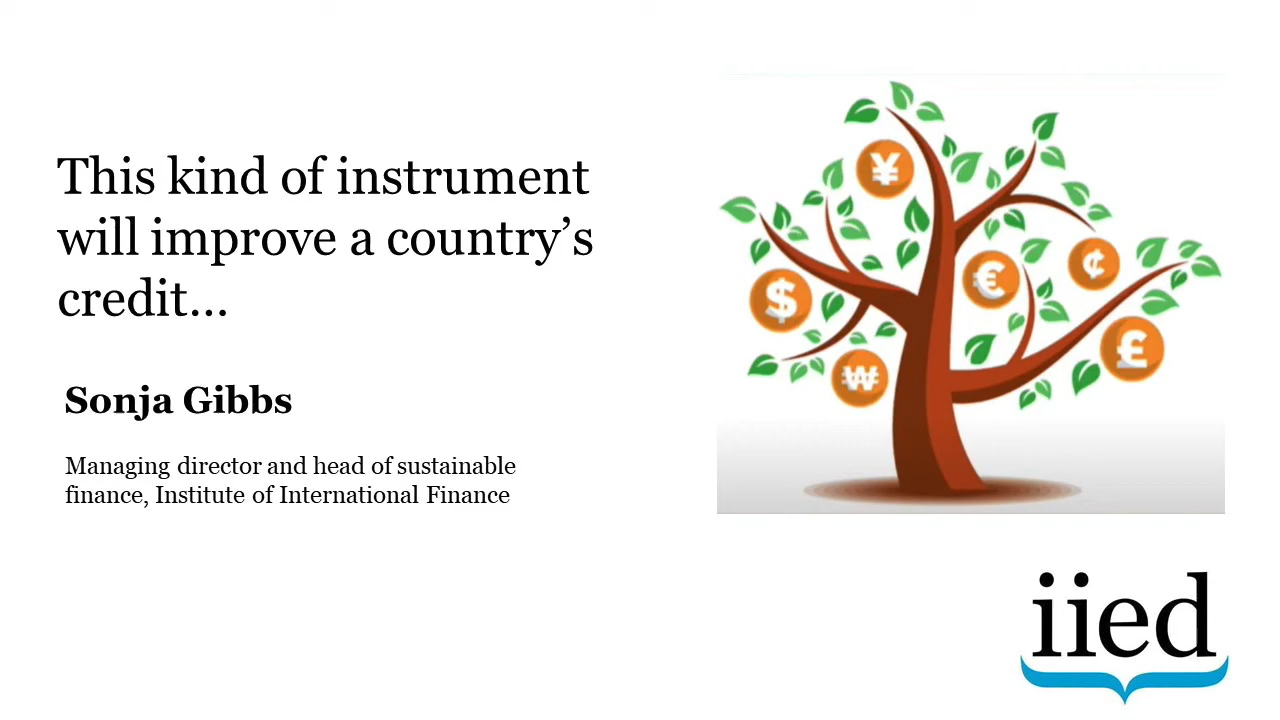 This kind of instrument
will improve a country’s
credit...
Sonja Gibbs
Managing director and head of sustainable
finance, Institute of International Finance
¥
$
€
¢
£
₩
iied